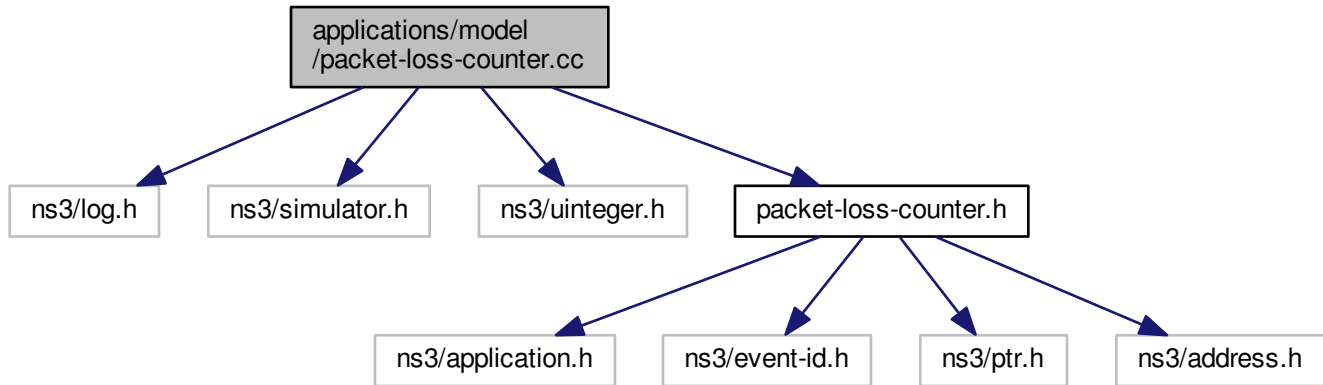 applications/model
/packet-loss-counter.cc
ns3/log.h
ns3/simulator.h
ns3/uinteger.h
packet-loss-counter.h
ns3/application.h
ns3/event-id.h
ns3/ptr.h
ns3/address.h